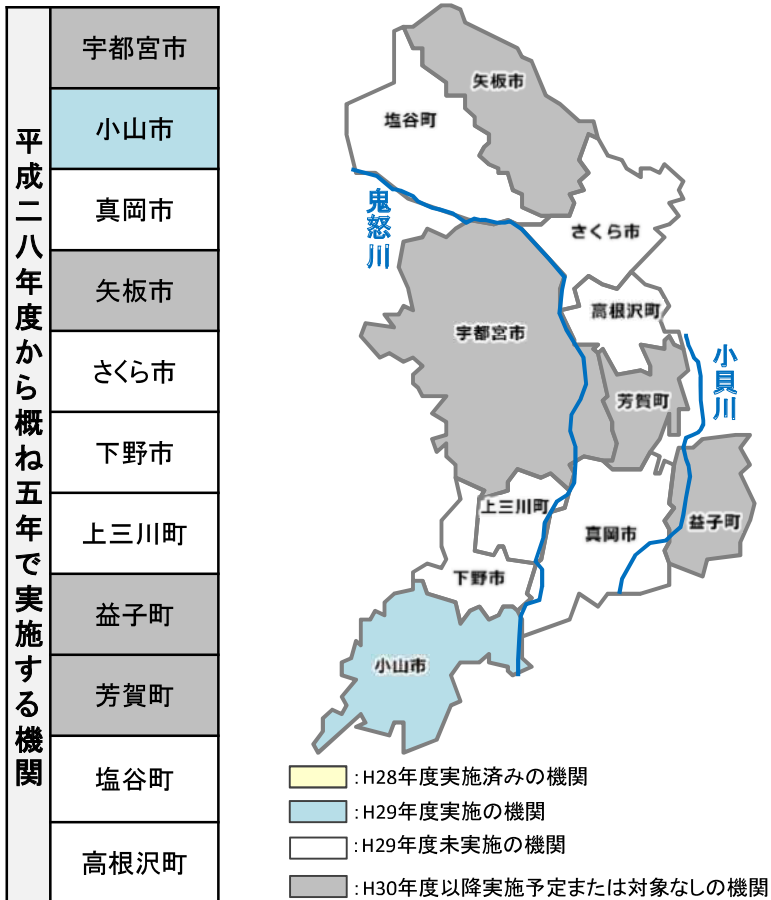 平成二八年度から概ね五年で実施する機関
宇都宮市
小山市
真岡市
矢板市
さくら市
下野市
上三川町
益子町
芳賀町
塩谷町
高根沢町
矢板市
塩谷町
鬼怒川
さくら市
高根沢町
宇都宮市
小貝川
芳賀町
上三川町
益子町
真岡市
下野市
小山市
：H28年度実施済みの機関
：H29年度実施の機関
：H29年度未実施の機関
：H30年度以降実施予定または対象なしの機関